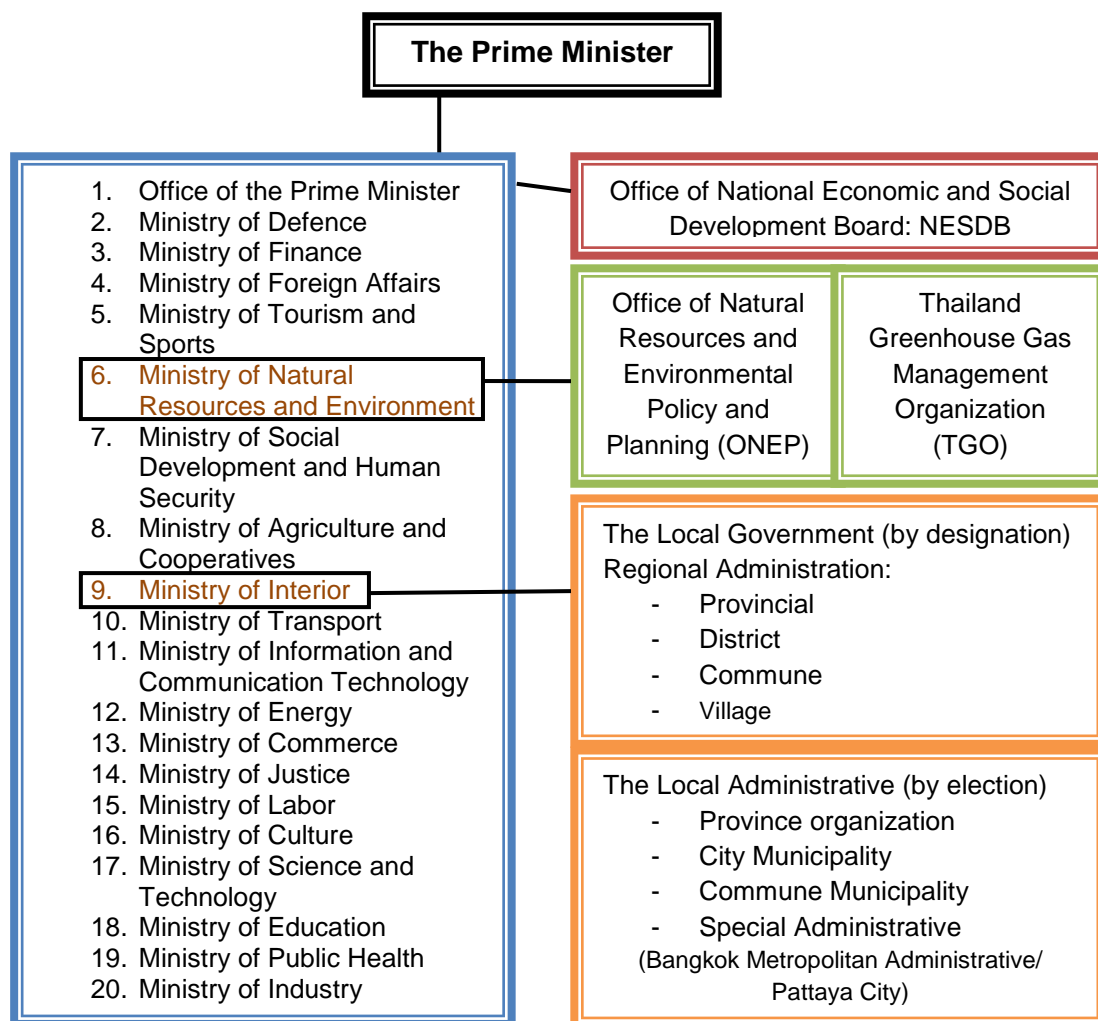 The Prime Minister
1. Office of the Prime Minister
2. Ministry of Defence
3. Ministry of Finance
4. Ministry of Foreign Affairs
5. Ministry of Tourism and
Sports
6. Ministry of Natural
Resources and Environment
7. Ministry of Social
Development and Human
Security
8. Ministry of Agriculture and
Cooperatives
9. Ministry of Interior
10. Ministry of Transport
11. Ministry of Information and
Communication Technology
12. Ministry of Energy
13. Ministry of Commerce
14. Ministry of Justice
15. Ministry of Labor
16. Ministry of Culture
17. Ministry of Science and
Technology
18. Ministry of Education
19. Ministry of Public Health
20. Ministry of Industry
Office of National Economic and Social
Development Board: NESDB
Office of Natural
Resources and
Environmental
Policy and
Planning (ONEP)
Thailand
Greenhouse Gas
Management
Organization
(TGO)
The Local Government (by designation)
Regional Administration:
- Provincial
- District
- Commune
- Village
The Local Administrative (by election)
- Province organization
- City Municipality
- Commune Municipality
- Special Administrative
(Bangkok Metropolitan Administrative/
Pattaya City)